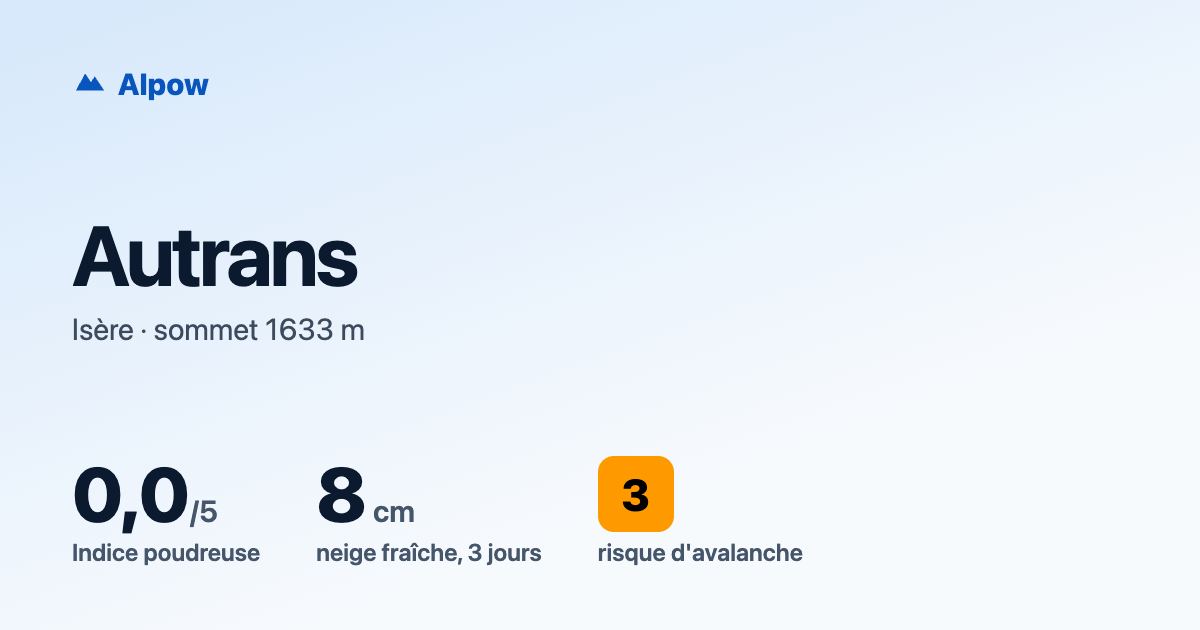 Alpow
Autrans
Isère · sommet 1633 m
0,0/5
Indice poudreuse
8 cm
neige fraîche, 3 jours
3
risque d'avalanche